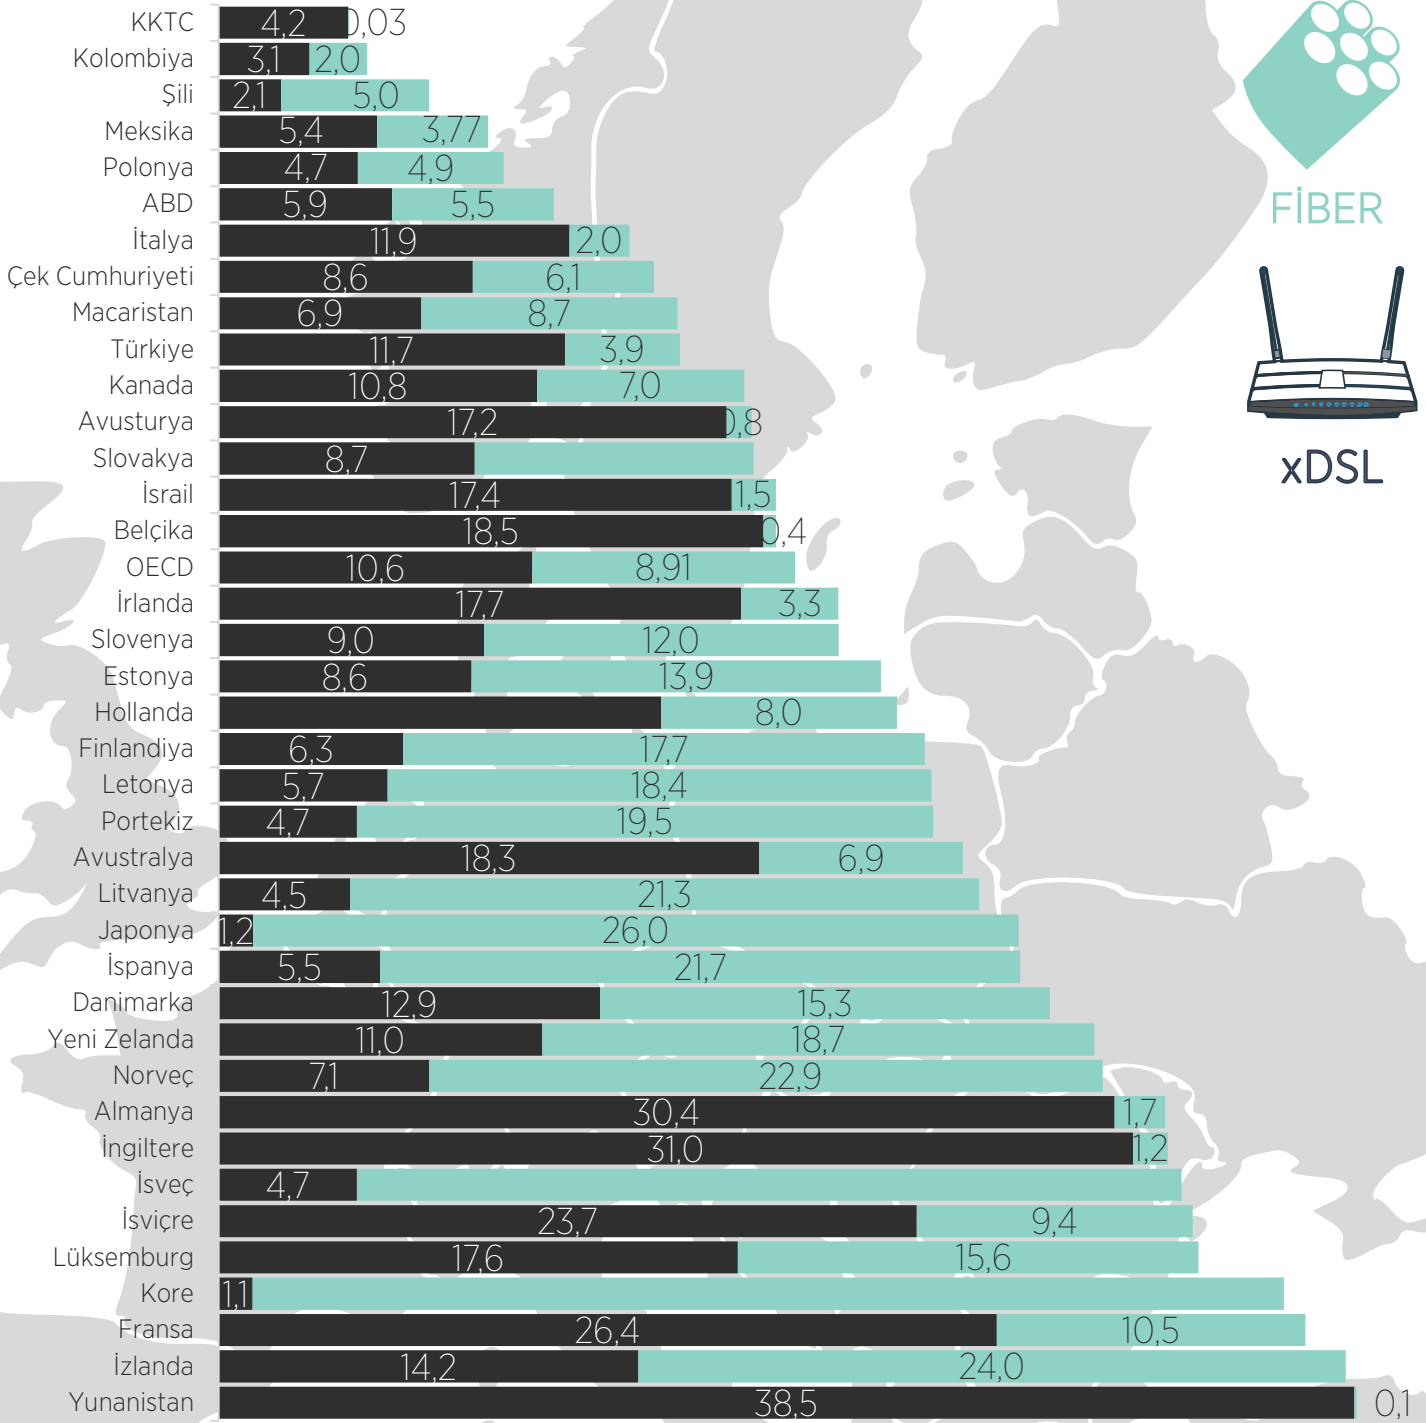 KKTC 4,2 0,03
Kolombiya 3,1 2,0
Şili 2,1 5,0
Meksika 5,4 3,77
Polonya 4,7 4,9
ABD 5,9 5,5
İtalya 11,9 2,0
Çek Cumhuriyeti 8,6 6,1
Macaristan 6,9 8,7
Türkiye 11,7 3,9
Kanada 10,8 7,0
Avusturya 17,2 0,8
Slovakya 8,7
İsrail 17,4 1,5
Belçika 18,5 0,4
OECD 10,6 8,91
İrlanda 17,7 3,3
Slovenya 9,0 12,0
Estonya 8,6 13,9
Hollanda 8,0
Finlandiya 6,3 17,7
Letonya 5,7 18,4
Portekiz 4,7 19,5
Avustralya 18,3 6,9
Litvanya 4,5 21,3
Japonya 1,2 26,0
İspanya 5,5 21,7
Danimarka 12,9 15,3
Yeni Zelanda 11,0 18,7
Norveç 7,1 22,9
Almanya 30,4 1,7
İngiltere 31,0 1,2
İsveç 4,7
İsviçre 23,7 9,4
Lüksemburg 17,6 15,6
Kore 1,1
Fransa 26,4 10,5
İzlanda 14,2 24,0
Yunanistan 38,5 0,1
FİBER
xDSL